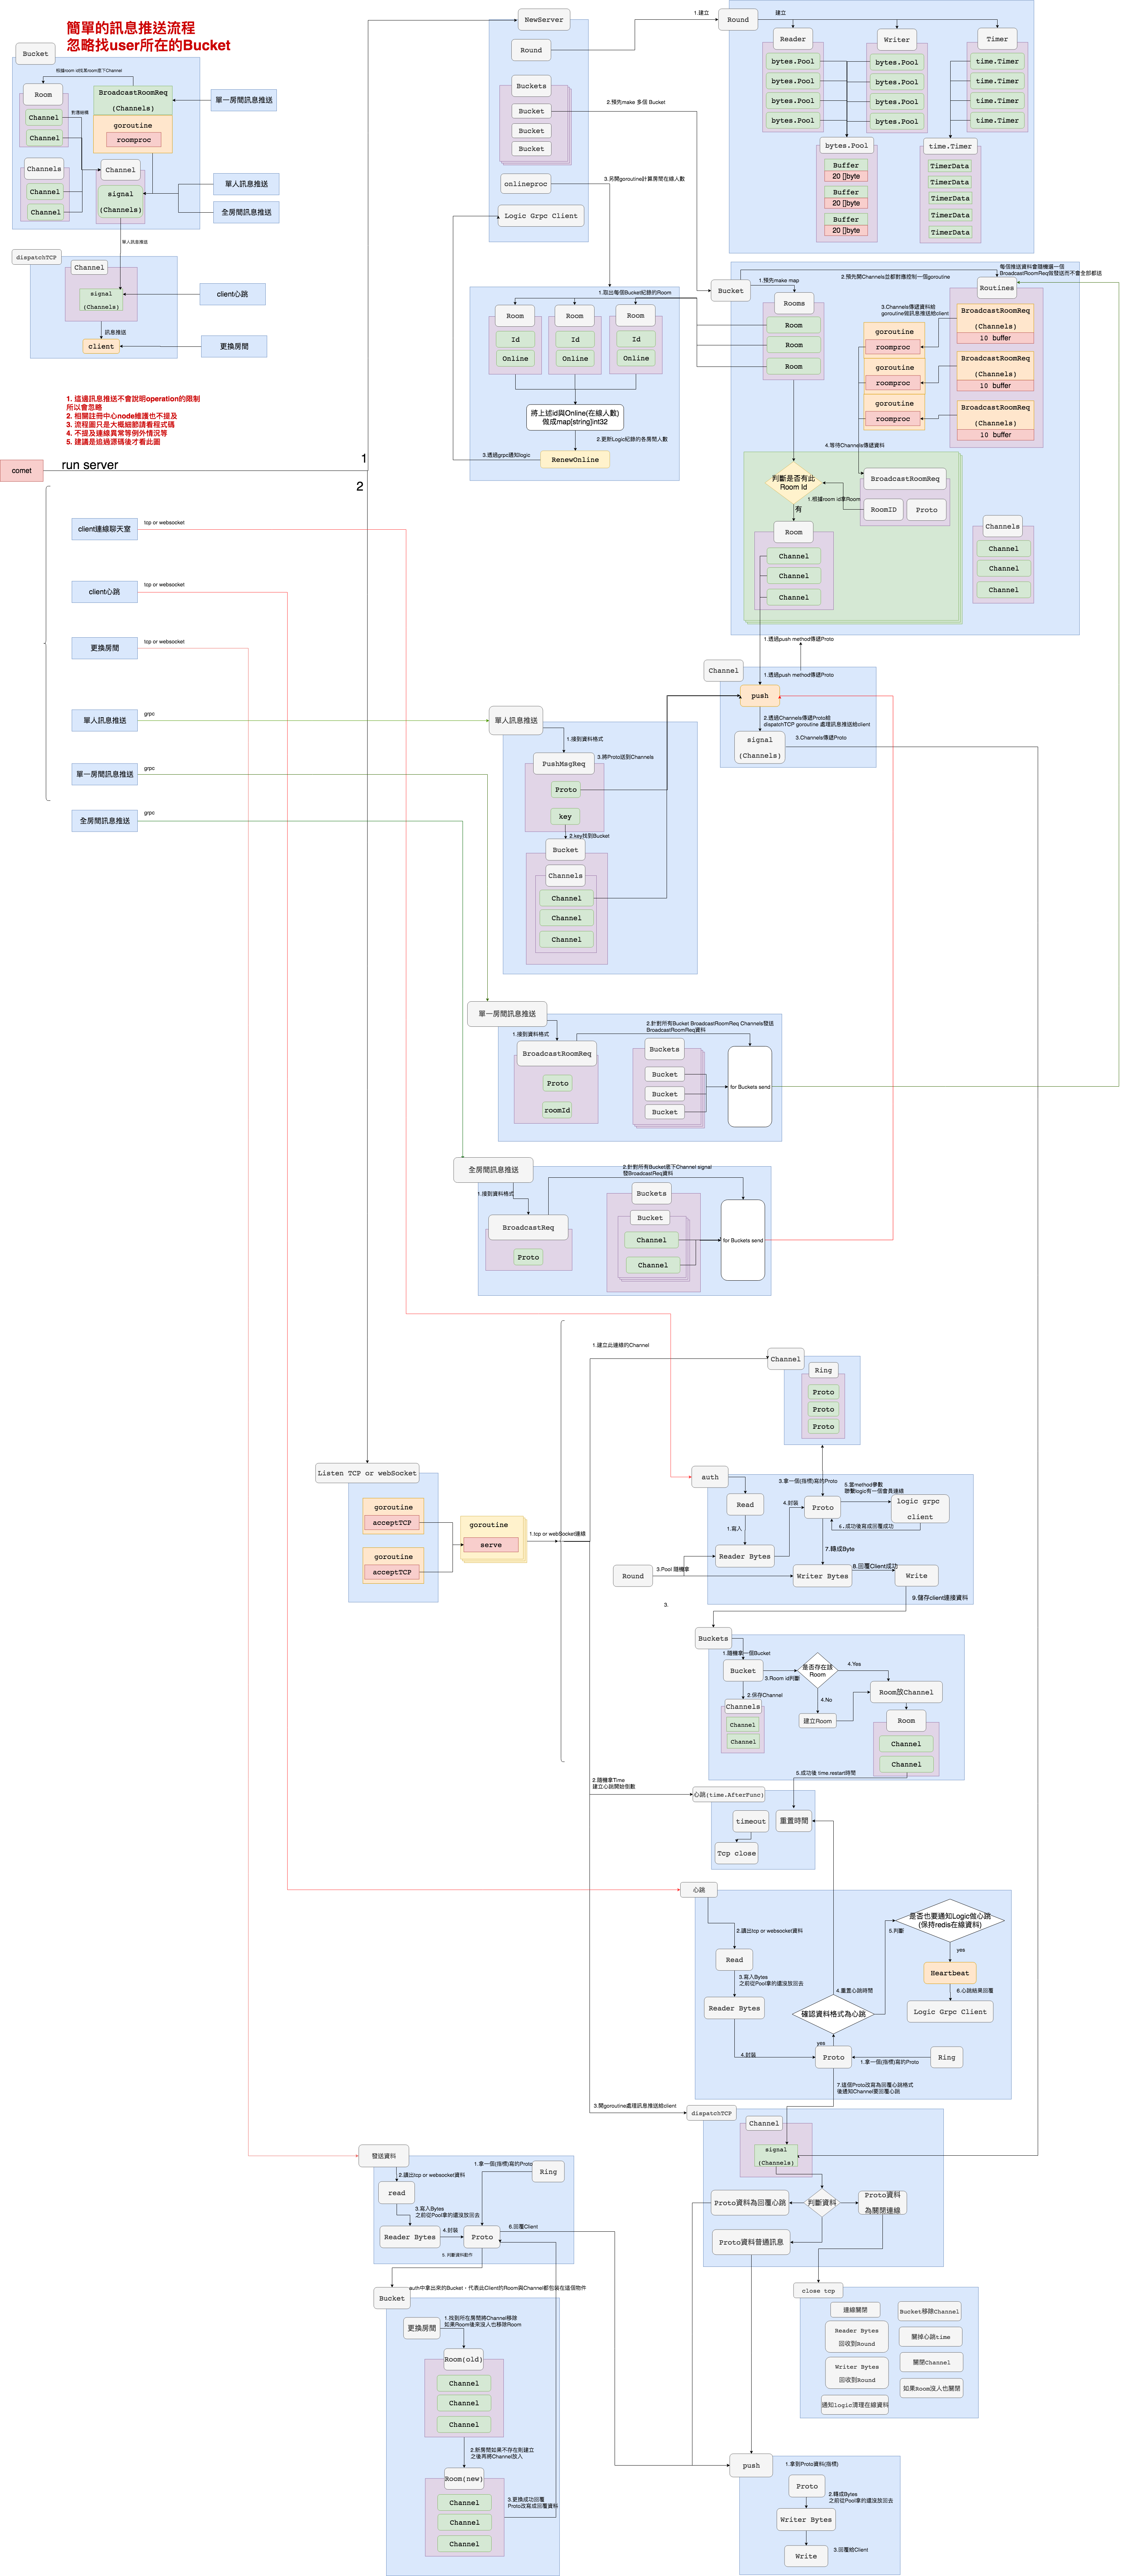 簡單的訊息推送流程
忽略找user所在的Bucket
Bucket
根據room id找其room底下Channel
Room
Channel
Channel
對應結構
BroadcastRoomReq
(Channels)
goroutine
roomproc
單一房間訊息推送
Channels
Channel
Channel
Channel
signal
(Channels)
單人訊息推送
全房間訊息推送
單人訊息推送
dispatchTCP
Channel
signal
(Channels)
client心跳
訊息推送
client
更換房間
1. 這邊訊息推送不會說明operation的限制
所以會忽略
2. 相關註冊中心node維護也不提及
3. 流程圖只是大概細節請看程式碼
4. 不提及連線異常等例外情況等
5. 建議是追過源碼後才看此圖
comet
run server
1
2
NewServer
Round
Buckets
Bucket
Bucket
Bucket
onlineproc
Logic Grpc Client
1.建立
2.預先make 多個 Bucket
3.另開goroutine計算房間在線人數
Round
建立
Reader
bytes.Pool
bytes.Pool
bytes.Pool
bytes.Pool
Writer
bytes.Pool
bytes.Pool
bytes.Pool
bytes.Pool
Timer
time.Timer
time.Timer
time.Timer
time.Timer
bytes.Pool
Buffer
20 []byte
Buffer
20 []byte
Buffer
20 []byte
time.Timer
TimerData
TimerData
TimerData
TimerData
TimerData
1.取出每個Bucket紀錄的Room
Room
Id
Online
Room
Id
Online
Room
Id
Online
將上述id與Online(在線人數)
做成map[string]int32
2.更新Logic紀錄的各房間人數
3.透過grpc通知logic
RenewOnline
Bucket
1.預先make map
2.預先開Channels並都對應控制一個goroutine
每個推送資料會隨機選一個
BroadcastRoomReq做發送而不會全部都送
Rooms
Room
Room
Room
Routines
3.Channels傳遞資料給
goroutine做訊息推送給client
goroutine
roomproc
goroutine
roomproc
goroutine
roomproc
BroadcastRoomReq
(Channels)
10 buffer
BroadcastRoomReq
(Channels)
10 buffer
BroadcastRoomReq
(Channels)
10 buffer
4.等待Channels傳遞資料
判斷是否有此
Room Id
BroadcastRoomReq
1.根據room id拿Room
RoomID
Proto
有
Room
Channel
Channel
Channel
Channels
Channel
Channel
Channel
1.透過push method傳遞Proto
Channel
1.透過push method傳遞Proto
push
2.透過Channels傳遞Proto給
dispatchTCP goroutine 處理訊息推送給client
signal
(Channels)
3.Channels傳遞Proto
client連線聊天室
tcp or websocket
client心跳
tcp or websocket
更換房間
tcp or websocket
單人訊息推送
grpc
單一房間訊息推送
grpc
全房間訊息推送
grpc
單人訊息推送
1.接到資料格式
PushMsgReq
3.將Proto送到Channels
Proto
key
2.key找到Bucket
Bucket
Channels
Channel
Channel
Channel
單一房間訊息推送
1.接到資料格式
BroadcastRoomReq
Proto
roomId
2.針對所有Bucket BroadcastRoomReq Channels發送
BroadcastRoomReq資料
Buckets
Bucket
Bucket
Bucket
for Buckets send
全房間訊息推送
1.接到資料格式
BroadcastReq
Proto
2.針對所有Bucket底下Channel signal
發BroadcastReq資料
Buckets
Bucket
Channel
Channel
for Buckets send
Listen TCP or webSocket
goroutine
acceptTCP
goroutine
acceptTCP
goroutine
serve
1.tcp or webSocket連線
1.建立此連線的Channel
Channel
Ring
Proto
Proto
Proto
auth
Read
1.寫入
Reader Bytes
3.拿一個(指標)寫的Proto
4.封裝
Proto
5.當method參數
聯繫logic有一個會員連線
logic grpc
client
6.成功後寫成回覆成功
7.轉成Byte
Round
3.Pool 隨機拿
Writer Bytes
8.回覆Client成功
Write
9.儲存client連接資料
3.
Buckets
1.隨機拿一個Bucket
Bucket
2.保存Channel
3.Room id判斷
是否存在該
Room
4.Yes
4.No
建立Room
Room放Channel
Channels
Channel
Channel
Room
Channel
Channel
5.成功後 time.restart時間
2.隨機拿Time
建立心跳開始倒數
心跳(time.AfterFunc)
timeout
Tcp close
重置時間
心跳
2.讀出tcp or websocket資料
Read
3.寫入Bytes
之前從Pool拿的還沒放回去
Reader Bytes
4.封裝
4.重置心跳時間
確認資料格式為心跳
yes
Proto
1.拿一個(指標)寫的Proto
Ring
5.判斷
是否也要通知Logic做心跳
(保持redis在線資料)
yes
Heartbeat
6.心跳結果回覆
Logic Grpc Client
7.這個Proto改寫為回覆心跳格式
後通知Channel要回覆心跳
3.開goroutine處理訊息推送給client
dispatchTCP
Channel
signal
(Channels)
Proto資料為回覆心跳
判斷資料
Proto資料
為關閉連線
Proto資料普通訊息
close tcp
連線關閉
Bucket移除Channel
Reader Bytes
回收到Round
關掉心跳time
Writer Bytes
回收到Round
關閉Channel
如果Room沒人也關閉
通知logic清理在線資料
發送資料
2.讀出tcp or websocket資料
read
3.寫入Bytes
之前從Pool拿的還沒放回去
Reader Bytes
4.封裝
1.拿一個(指標)寫的Proto
Ring
Proto
6.回覆Client
5. 判斷資料動作
Bucket
auth中拿出來的Bucket，代表此Client的Room與Channel都包裝在這個物件
更換房間
1.找到所在房間將Channel移除
如果Room後來沒人也移除Room
Room(old)
Channel
Channel
Channel
2.新房間如果不存在則建立
之後再將Channel放入
Room(new)
Channel
Channel
Channel
3.更換成功回覆
Proto改寫成回覆資料
push
1.拿到Proto資料(指標)
Proto
2.轉成Bytes
之前從Pool拿的還沒放回去
Writer Bytes
3.回覆給Client
Write